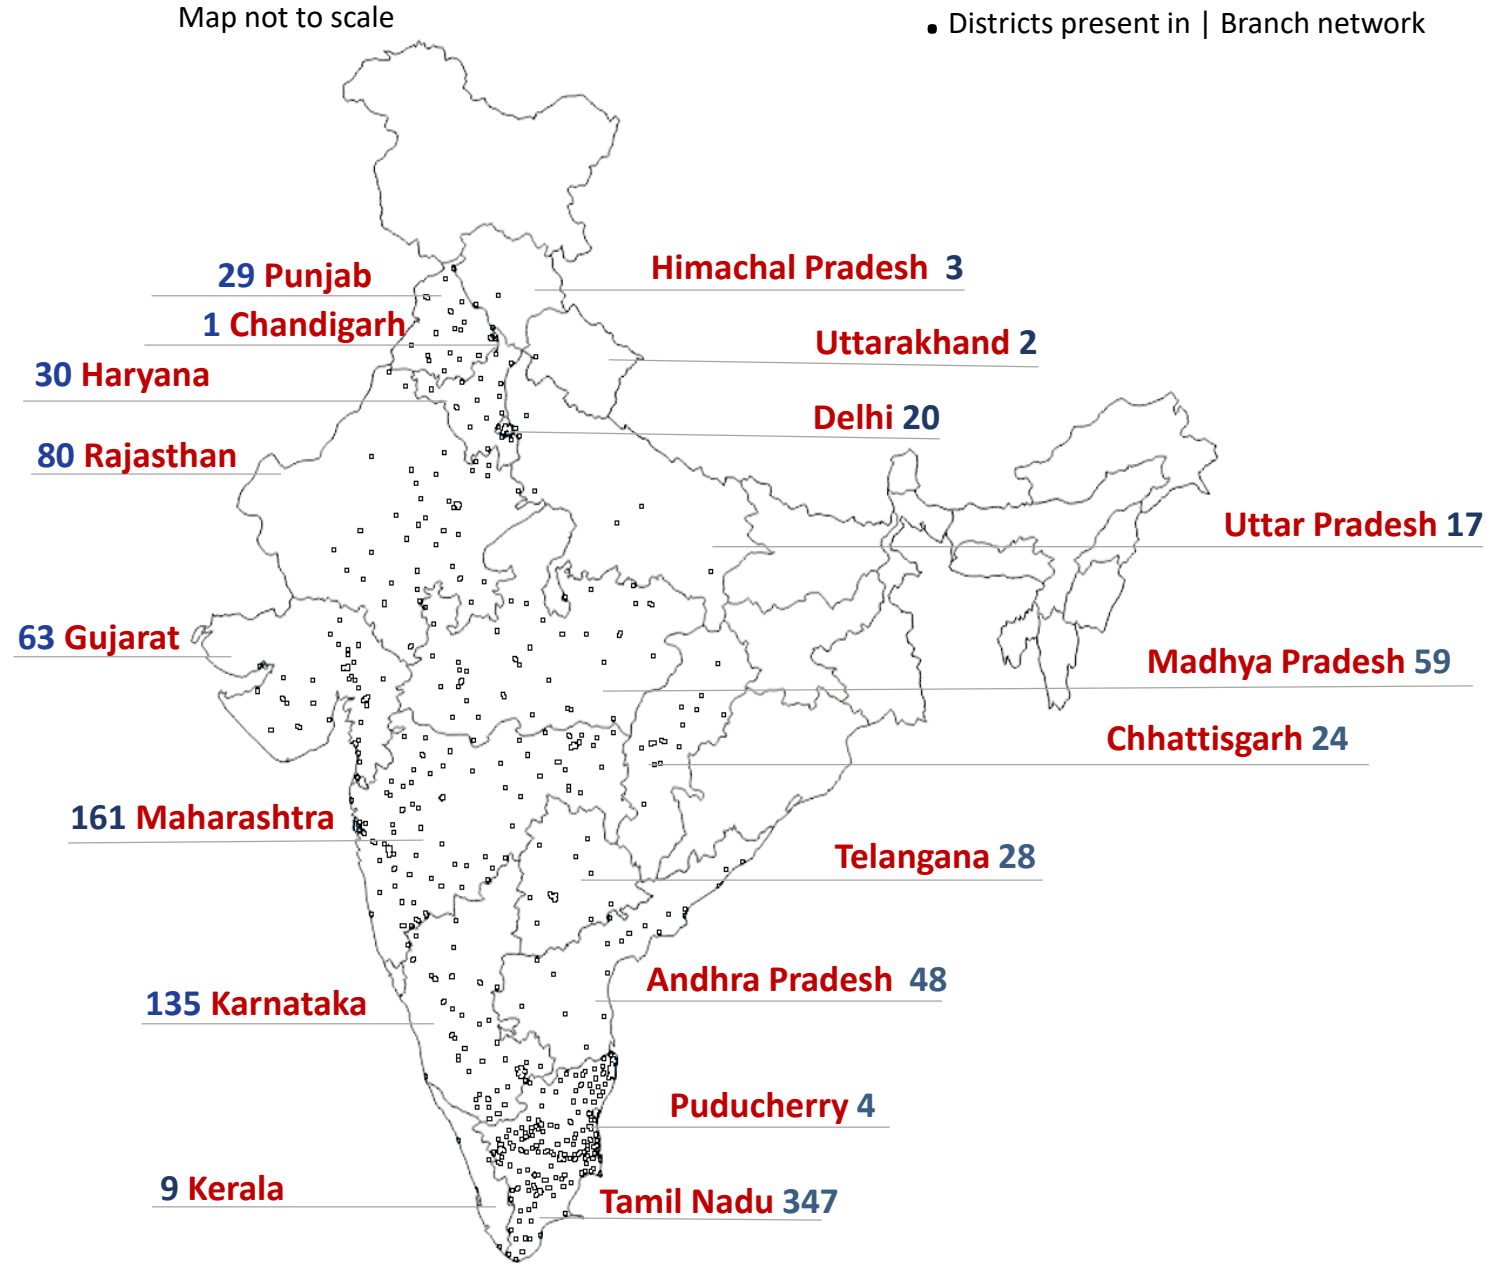 Map not to scale
. Districts present in | Branch network
29 Punjab
Himachal Pradesh 3
1 Chandigarh
Uttarakhand 2
30 Haryana
Delhi 20
80 Rajasthan
Uttar Pradesh 17
63 Gujarat
Madhya Pradesh 59
Chhattisgarh 24
161 Maharashtra
Telangana 28
Andhra Pradesh 48
135 Karnataka
Puducherry 4
9 Kerala
Tamil Nadu 347